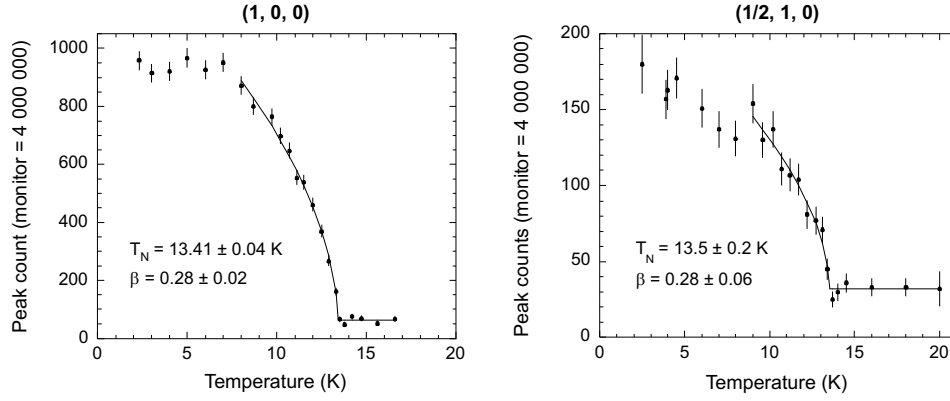 (1, 0, 0)
Peak count (monitor = 4 000 000)
1000
800
600
400
200
0
T_N = 13.41 ± 0.04 K
β = 0.28 ± 0.02
0 5 10 15 20
Temperature (K)
(1/2, 1, 0)
Peak counts (monitor = 4 000 000)
200
150
100
50
0
T_N = 13.5 ± 0.2 K
β = 0.28 ± 0.06
0 5 10 15 20
Temperature (K)